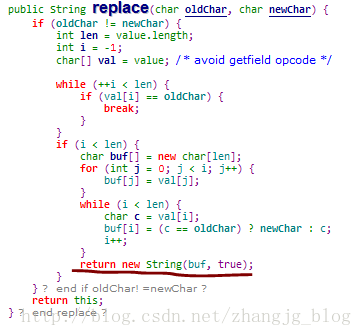 public String replace(char oldChar, char newChar) {
if (oldChar != newChar) {
int len = value.length;
int i = -1;
char[] val = value; /* avoid getfield opcode */
while (++i < len) {
if (val[i] == oldChar) {
break;
}
}
if (i < len) {
char buf[] = new char[len];
for (int j = 0; j < i; j++) {
buf[j] = val[j];
}
while (i < len) {
char c = val[i];
buf[i] = (c == oldChar) ? newChar : c;
i++;
}
return new String(buf, true);
}
} ? end if oldChar! =newChar ?
return this;
} ? end replace ?
http://blog.csdn.net/zhangjg_blog